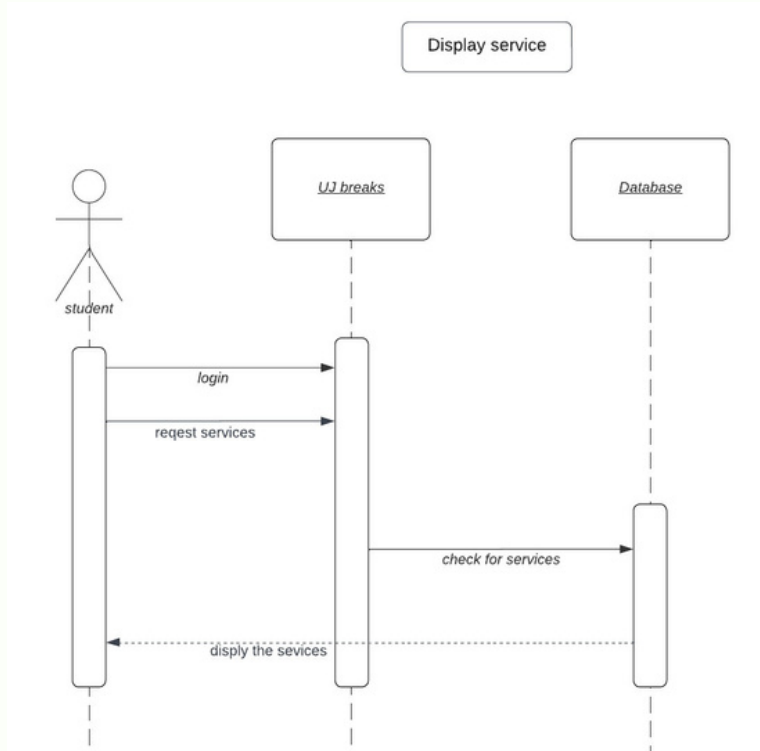 Display service
UJ breaks
Database
student
login
reqest services
check for services
disply the sevices